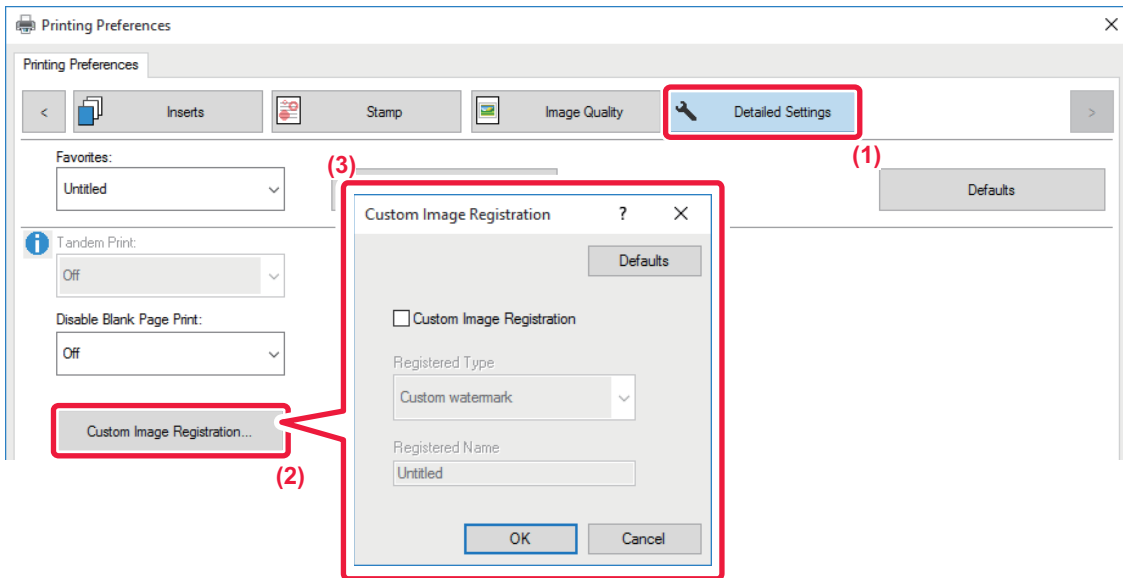 Printing Preferences
Printing Preferences
< Inserts Stamp Image Quality Detailed Settings >
(1)
Favorites:
Untitled
Defaults
(3)
Tandem Print:
Off
Disable Blank Page Print:
Off
Custom Image Registration...
(2)
Custom Image Registration ?
Defaults
Custom Image Registration
Registered Type
Custom watermark
Registered Name
Untitled
OK Cancel